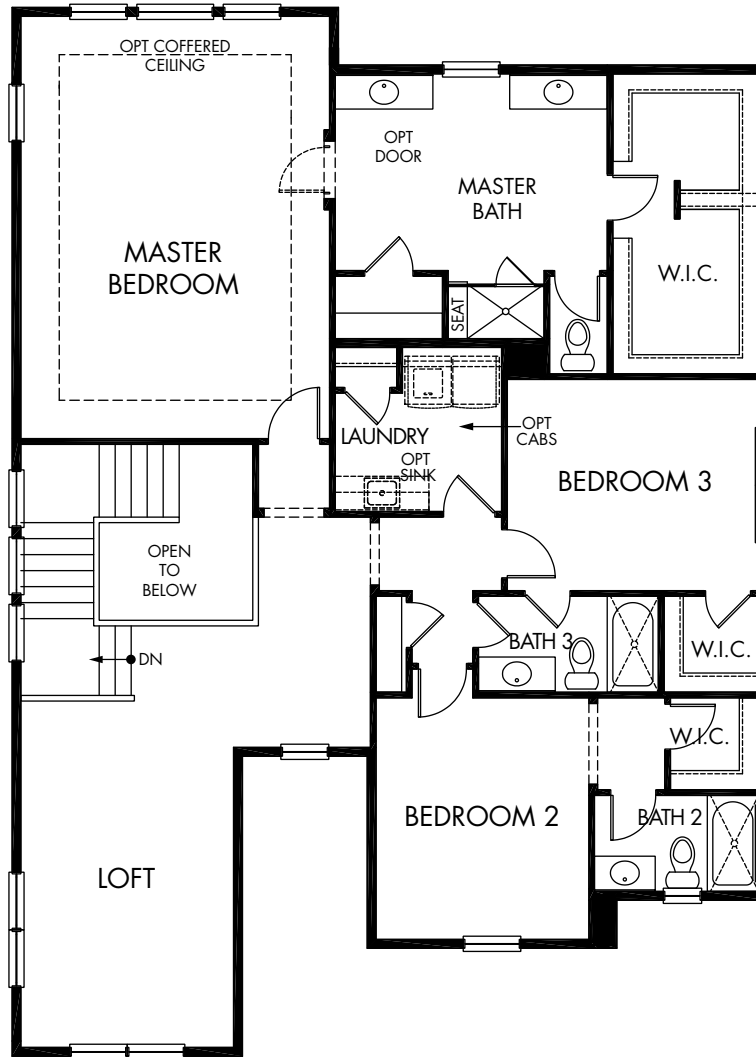 OPT COFFERED
CEILING
OPT
DOOR
MASTER
BATH
MASTER
BEDROOM
W.I.C.
SEAT
LAUNDRY
OPT
CABS
OPT
SINK
BEDROOM 3
OPEN
TO
BELOW
BATH 3
W.I.C.
DN
W.I.C.
BEDROOM 2
BATH 2
LOFT